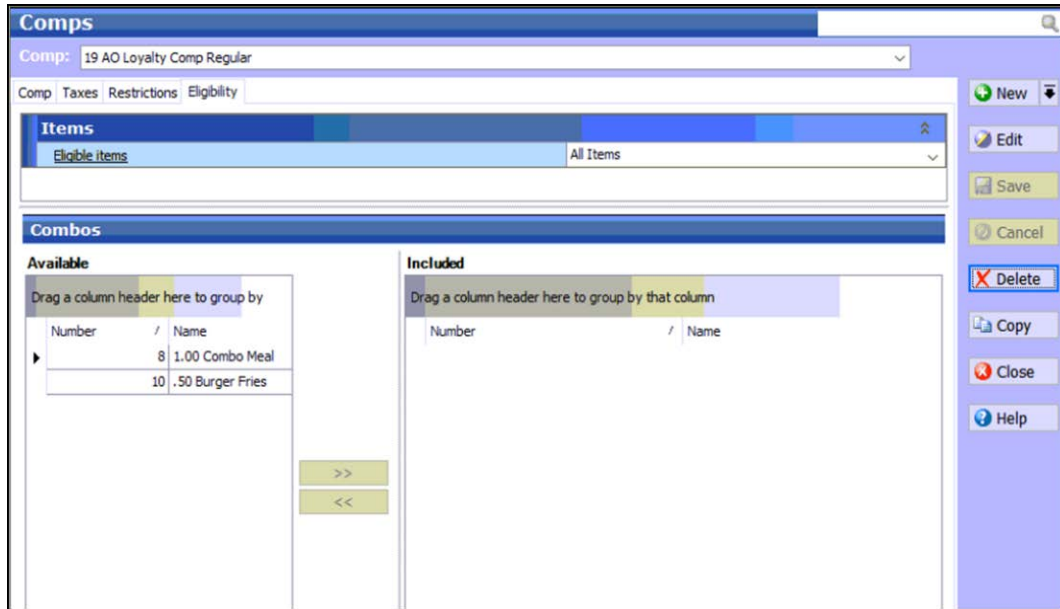 Comps
Comp: 19 AO Loyalty Comp Regular
Comp Taxes Restrictions Eligibility
Items
Eligible items All Items
Combos
Available
Drag a column header here to group by
Number / Name
8 1.00 Combo Meal
10 .50 Burger Fries
>>
<<
Included
Drag a column header here to group by that column
Number / Name
New
Edit
Save
Cancel
Delete
Copy
Close
Help